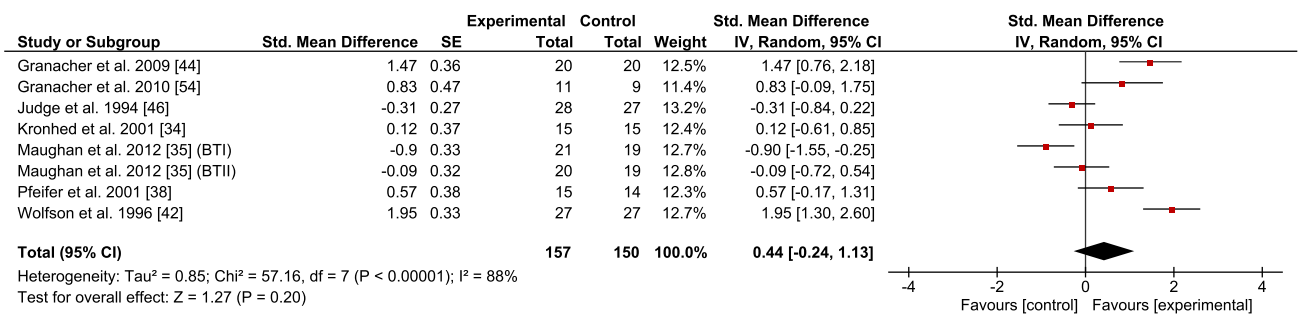 Experimental Control Std. Mean Difference Std. Mean Difference
Study or Subgroup Std. Mean Difference SE Total Total Weight IV, Random, 95% CI IV, Random, 95% CI
Granacher et al. 2009 [44] 1.47 0.36 20 20 12.5% 1.47 [0.76, 2.18]
Granacher et al. 2010 [54] 0.83 0.47 11 9 11.4% 0.83 [-0.09, 1.75]
Judge et al. 1994 [46] -0.31 0.27 28 27 13.2% -0.31 [-0.84, 0.22]
Kronhed et al. 2001 [34] 0.12 0.37 15 15 12.4% 0.12 [-0.61, 0.85]
Maughan et al. 2012 [35] (BTI) -0.9 0.33 21 19 12.7% -0.90 [-1.55, -0.25]
Maughan et al. 2012 [35] (BTII) -0.09 0.32 20 19 12.8% -0.09 [-0.72, 0.54]
Pfeifer et al. 2001 [38] 0.57 0.38 15 14 12.3% 0.57 [-0.17, 1.31]
Wolfson et al. 1996 [42] 1.95 0.33 27 27 12.7% 1.95 [1.30, 2.60]
Total (95% CI) 157 150 100.0% 0.44 [-0.24, 1.13]
Heterogeneity: Tau² = 0.85; Chi² = 57.16, df = 7 (P < 0.00001); I² = 88%
Test for overall effect: Z = 1.27 (P = 0.20)
-4 -2 0 2 4
Favours [control] Favours [experimental]